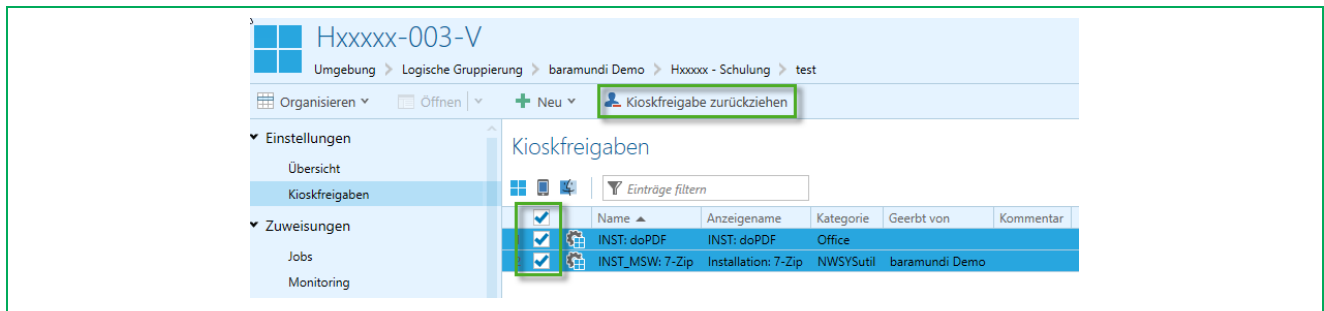 Hxxxxx-003-V
Umgebung > Logische Gruppierung > baramundi Demo > Hxxxxx - Schulung > test
Organisieren Öffnen Neu Kioskfreigabe zurückziehen
Einstellungen
Übersicht
Kioskfreigaben
Zuweisungen
Jobs
Monitoring
Kioskfreigaben
Einträge filtern
Name Anzeigename Kategorie Geerbt von Kommentar
INST: doPDF INST: doPDF Office
INST_MSW: 7-Zip Installation: 7-Zip NWSYSutil baramundi Demo